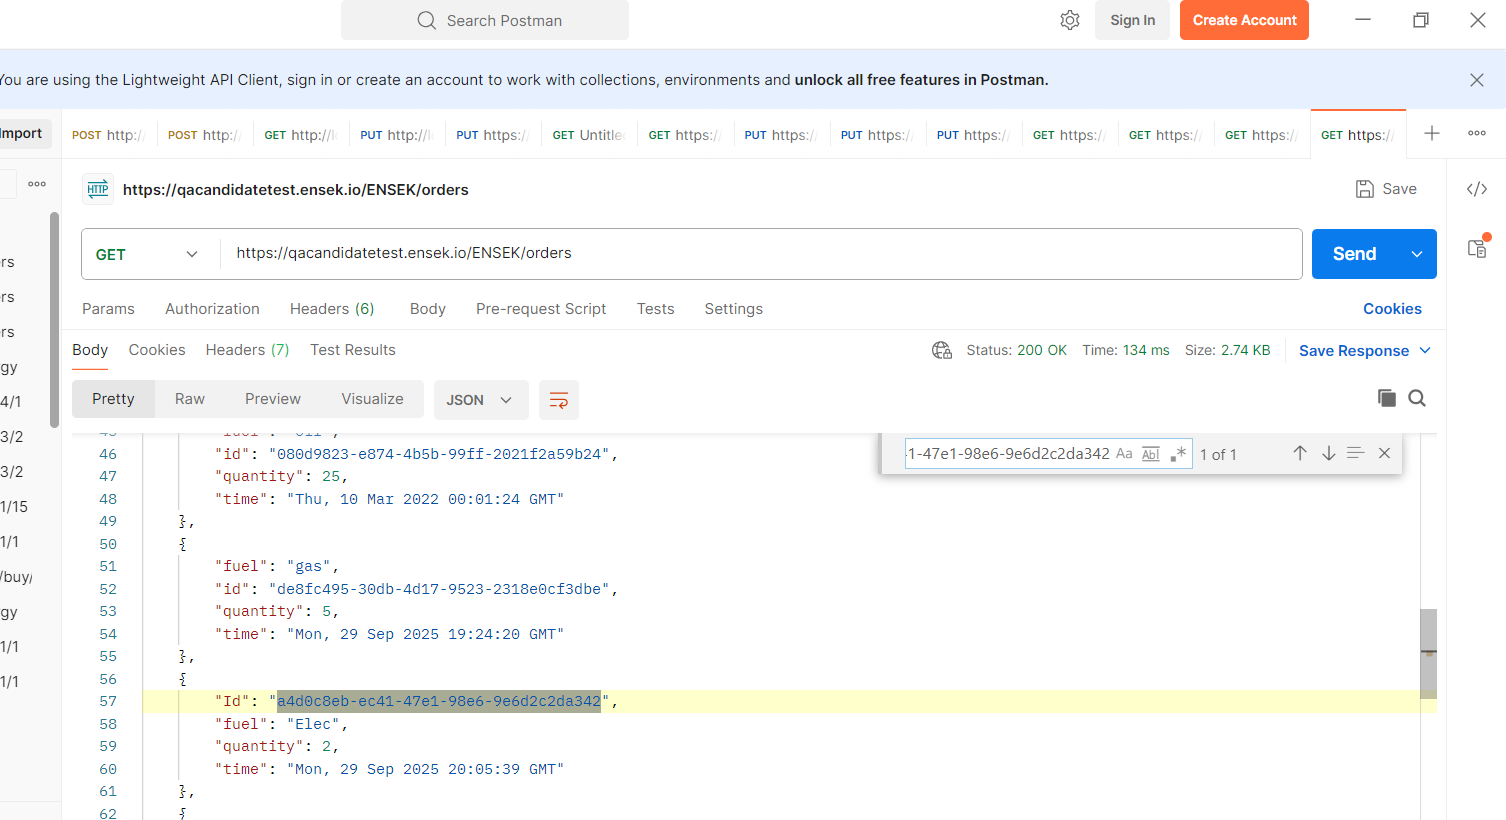 Search Postman
Sign In
Create Account
You are using the Lightweight API Client, sign in or create an account to work with collections, environments and unlock all free features in Postman.
Import
POST http:/
POST http:/
GET http://
PUT http://
PUT https:/
GET Untitle
GET https:/
PUT https:/
PUT https:/
PUT https:/
GET https:/
GET https:/
GET https:/
GET https:/
HTTP
https://qacandidatetest.ensek.io/ENSEK/orders
Save
</>
GET
https://qacandidatetest.ensek.io/ENSEK/orders
Send
Params
Authorization
Headers (6)
Body
Pre-request Script
Tests
Settings
Cookies
rs
rs
rs
gy
4/1
3/2
3/2
1/15
1/1
/buy/
gy
1/1
1/1
Body
Cookies
Headers (7)
Test Results
Status: 200 OK
Time: 134 ms
Size: 2.74 KB
Save Response
Pretty
Raw
Preview
Visualize
JSON
-1-47e1-98e6-9e6d2c2da342
Aa
Abl
.*
1 of 1
46 "id": "080d9823-e874-4b5b-99ff-2021f2a59b24",
47 "quantity": 25,
48 "time": "Thu, 10 Mar 2022 00:01:24 GMT"
49 },
50 {
51 "fuel": "gas",
52 "id": "de8fc495-30db-4d17-9523-2318e0cf3dbe",
53 "quantity": 5,
54 "time": "Mon, 29 Sep 2025 19:24:20 GMT"
55 },
56 {
57 "Id": "a4d0c8eb-ec41-47e1-98e6-9e6d2c2da342",
58 "fuel": "Elec",
59 "quantity": 2,
60 "time": "Mon, 29 Sep 2025 20:05:39 GMT"
61 },
62 {